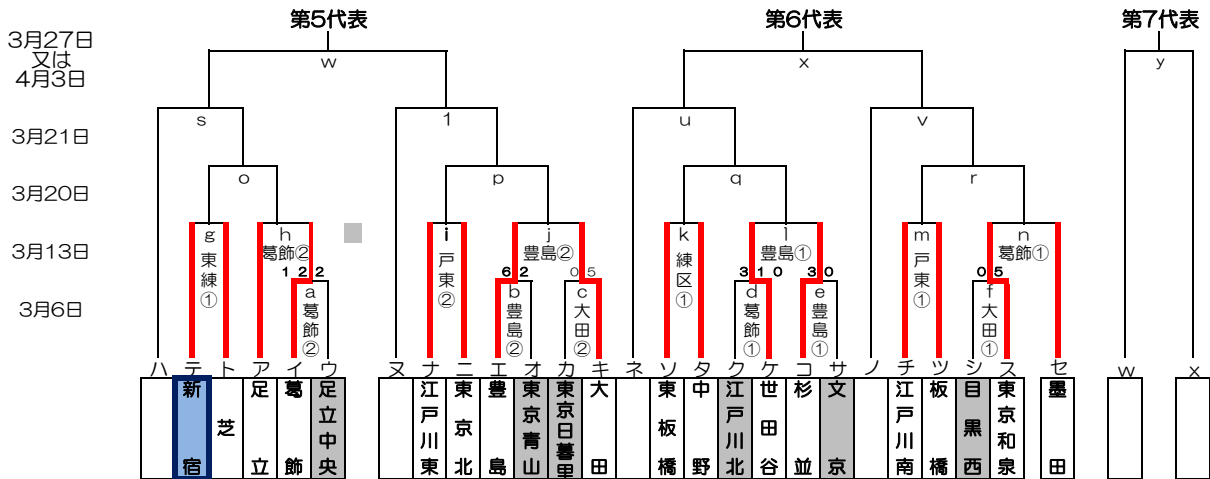 第5代表 第6代表 第7代表
3月27日
又は
4月3日
w x y
s 1 u v
3月21日
o p q r
3月20日
g h i j k l m n
3月13日
東練① 葛飾② 戸東② 豊島② 練区① 豊島① 戸東① 葛飾①
1 2 2 6 2 0 5 3 1 0 3 0 0 5
a b c d e f
3月6日
葛飾② 豊島② 大田② 葛飾① 豊島① 大田①
ハ テ ト ア イ ウ ヌ ナ ニ エ オ カ キ ネ ソ タ ク ケ コ サ ノ チ ツ シ ス セ w x
新宿
芝
足立
葛飾
足立中央
江戸川東
東京北
豊島
東京青山
東京日暮里
大田
東板橋
中野
江戸川北
世田谷
杉並
文京
江戸川南
板橋
目黒西
東京和泉
墨田